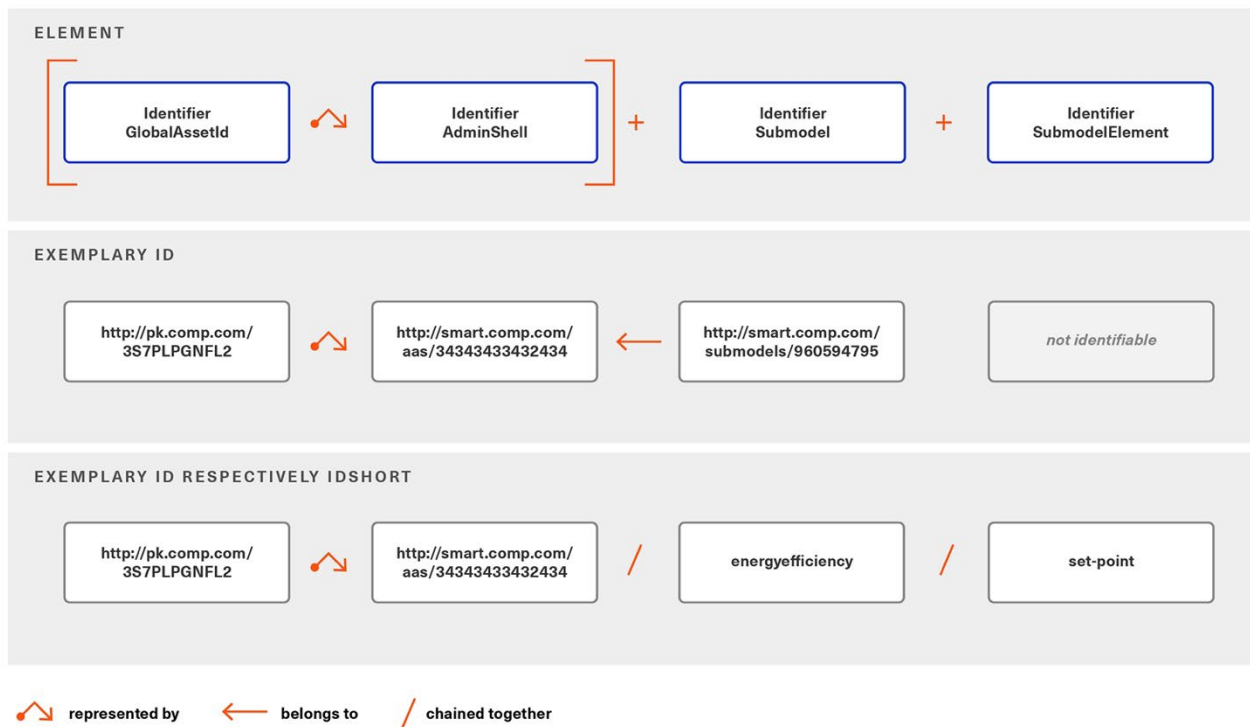 ELEMENT
Identifier
GlobalAssetId
Identifier
AdminShell
+
Identifier
Submodel
+
Identifier
SubmodelElement
EXEMPLARY ID
http://pk.comp.com/
3S7PLPGNFL2
http://smart.comp.com/
aas/34343433432434
http://smart.comp.com/
submodels/960594795
not identifiable
EXEMPLARY ID RESPECTIVELY IDSHORT
http://pk.comp.com/
3S7PLPGNFL2
http://smart.comp.com/
aas/34343433432434
/
energyefficiency
/
set-point
represented by
belongs to
/ chained together